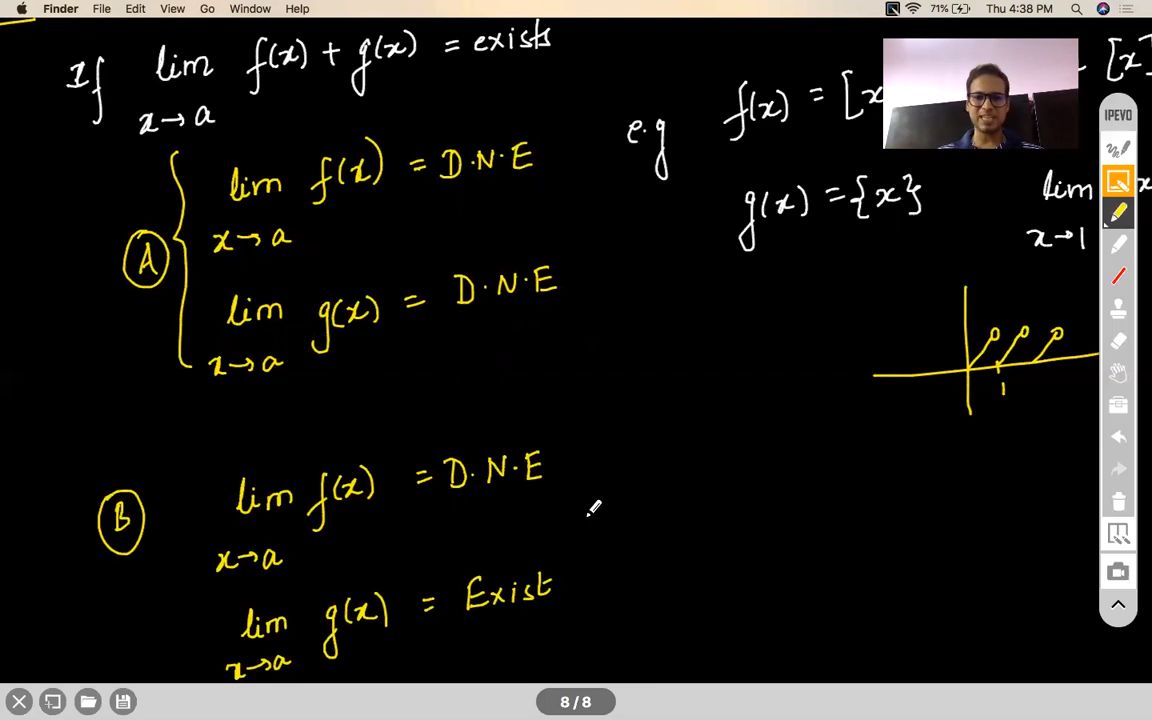 Finder File Edit View Go Window Help 71% Thu 4:38 PM
If lim f(x) + g(x) = exists
x→a
A
lim f(x) = D.N.E
x→a
lim g(x) = D.N.E
x→a
B
lim f(x) = D.N.E
x→a
lim g(x) = Exist
x→a
e.g f(x) = [x
[x]
g(x) = {x}
lim
x→1
1
IPEVO
8/8